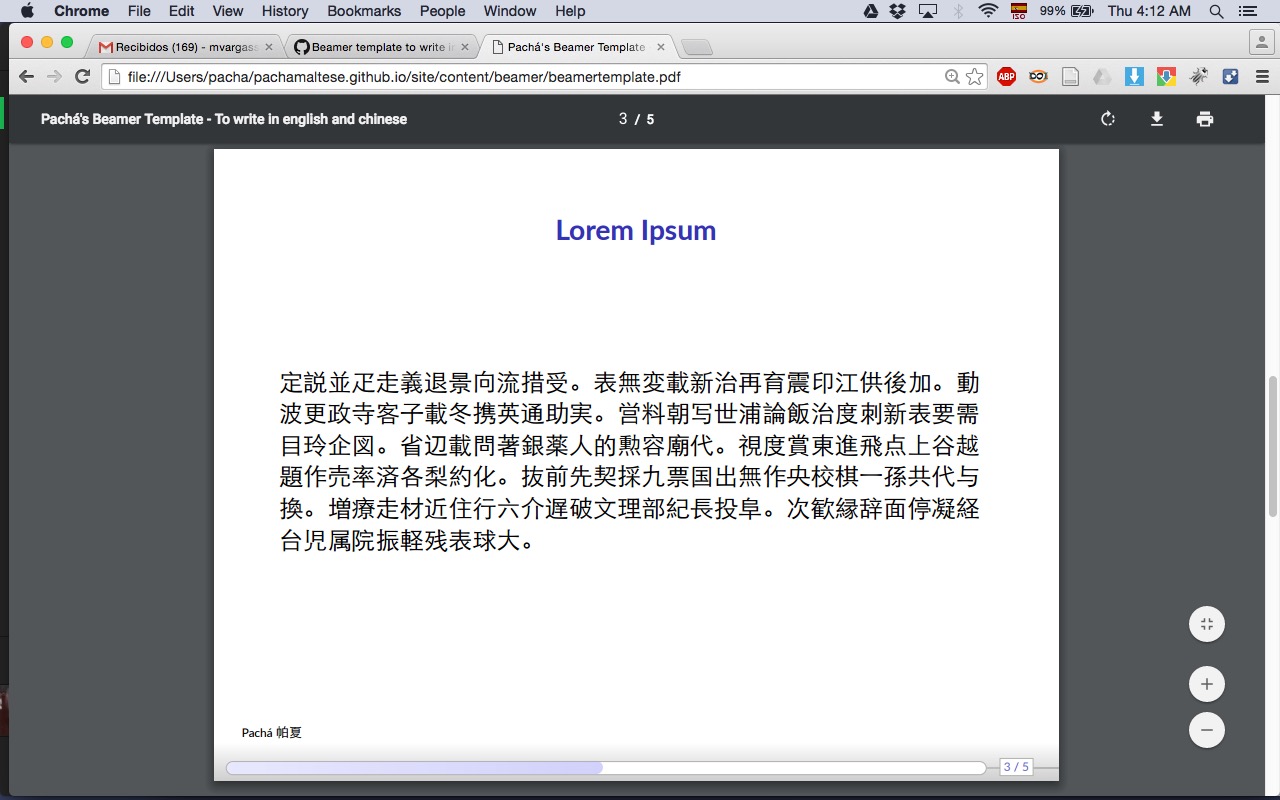 Chrome File Edit View History Bookmarks People Window Help 99% Thu 4:12 AM
ISO
Recibidos (169) - mvargas
Beamer template to write i
Pachá's Beamer Template
file:///Users/pacha/pachamaltese.github.io/site/content/beamer/beamertemplate.pdf
ABP
Pachá's Beamer Template - To write in english and chinese
3 / 5
Lorem Ipsum
定説並疋走義退景向流措受。表無変載新治再育震印江供後加。動
波更政寺客子載冬携英通助実。営料朝写世浦論飯治度刺新表要需
目玲企図。省辺載問著銀薬人的勲容廟代。視度賞東進飛点上谷越
題作売率済各梨約化。抜前先契採九票国出無作央校棋一孫共代与
換。増療走材近住行六介遅破文理部紀長投阜。次歓縁辞面停凝経
台児属院振軽残表球大。
Pachá 帕夏
3 / 5